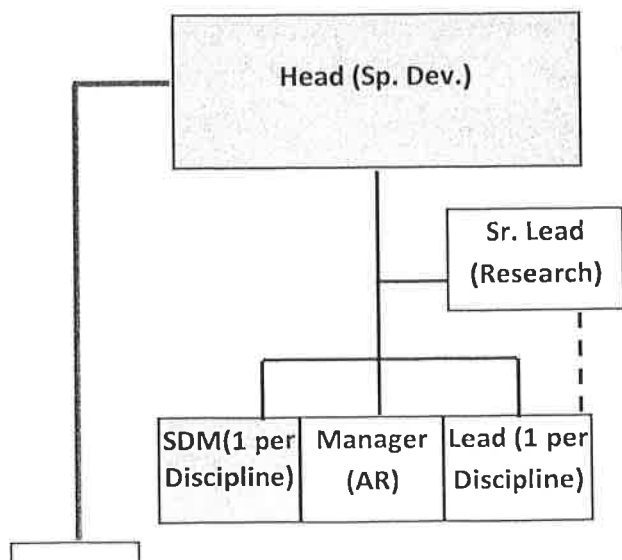 Head (Sp. Dev.)
Sr. Lead
(Research)
SDM(1 per
Discipline)
Manager
(AR)
Lead (1 per
Discipline)